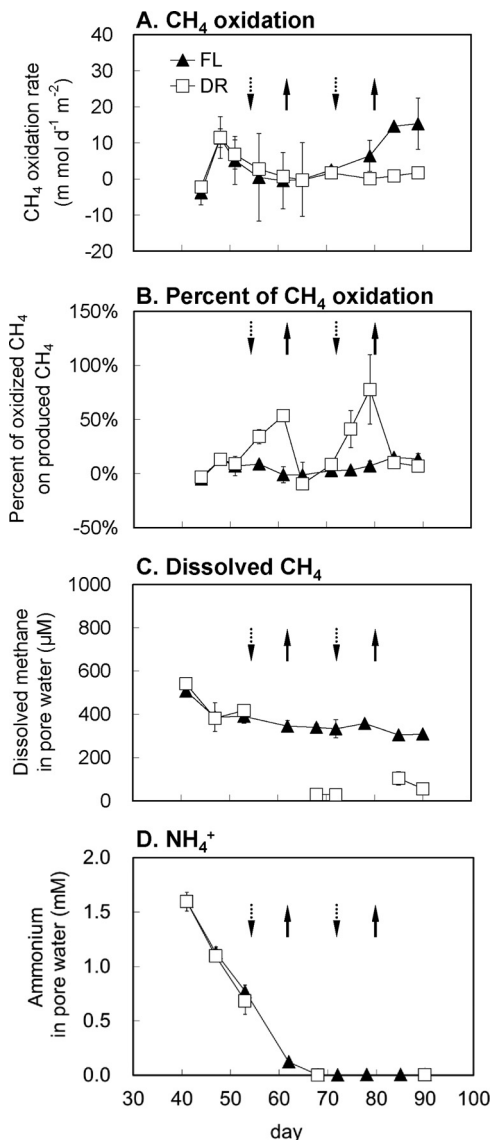 A. CH₄ oxidation
CH₄ oxidation rate
(m mol d⁻¹ m⁻²)
40
30
20
10
0
-10
-20
FL
DR
B. Percent of CH₄ oxidation
Percent of oxidized CH₄
on produced CH₄
150%
100%
50%
0%
-50%
C. Dissolved CH₄
Dissolved methane
in pore water (µM)
1000
800
600
400
200
0
D. NH₄⁺
Ammonium
in pore water (mM)
2.0
1.5
1.0
0.5
0.0
30 40 50 60 70 80 90 100
day